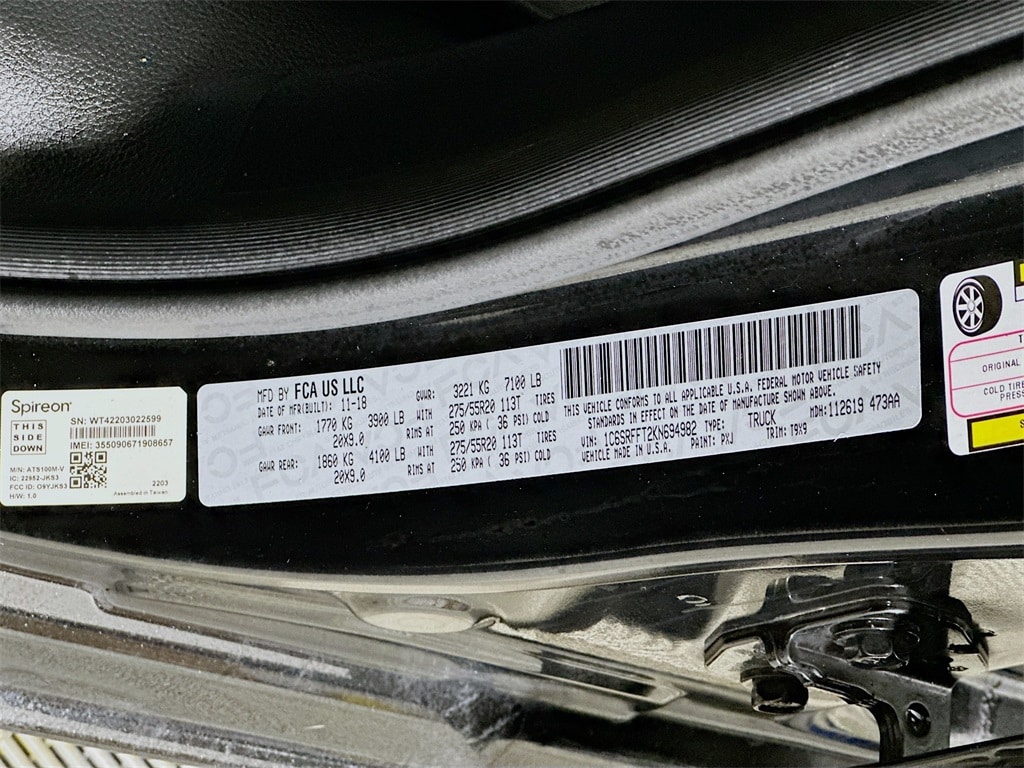 Spireon
SN: WT42203022599
THIS
SIDE
DOWN
IMEI: 355090671908657
M/N: ATS100M-V
IC: 22952-JKS3
FCC ID: O9YJKS3
H/W: 1.0
2203
Assembled in Taiwan
MFD BY FCA US LLC
DATE OF MFR(BUILT): 11-18 GVWR: 3221 KG 7100 LB
GAWR FRONT: 1770 KG 3900 LB WITH 275/55R20 113T TIRES
20X9.0 RIMS AT 250 KPA ( 36 PSI) COLD
GAWR REAR: 1860 KG 4100 LB WITH 275/55R20 113T TIRES
20X9.0 RIMS AT 250 KPA ( 36 PSI) COLD
THIS VEHICLE CONFORMS TO ALL APPLICABLE U.S.A. FEDERAL MOTOR VEHICLE SAFETY
STANDARDS IN EFFECT ON THE DATE OF MANUFACTURE SHOWN ABOVE.
VIN: 1C6SRFFT2KN694982 TYPE: TRUCK MDH: 112619 473AA
VEHICLE MADE IN U.S.A. PAINT: PXJ TRIM: T9X9
T
ORIGINAL
COLD TIRE
PRESS
S